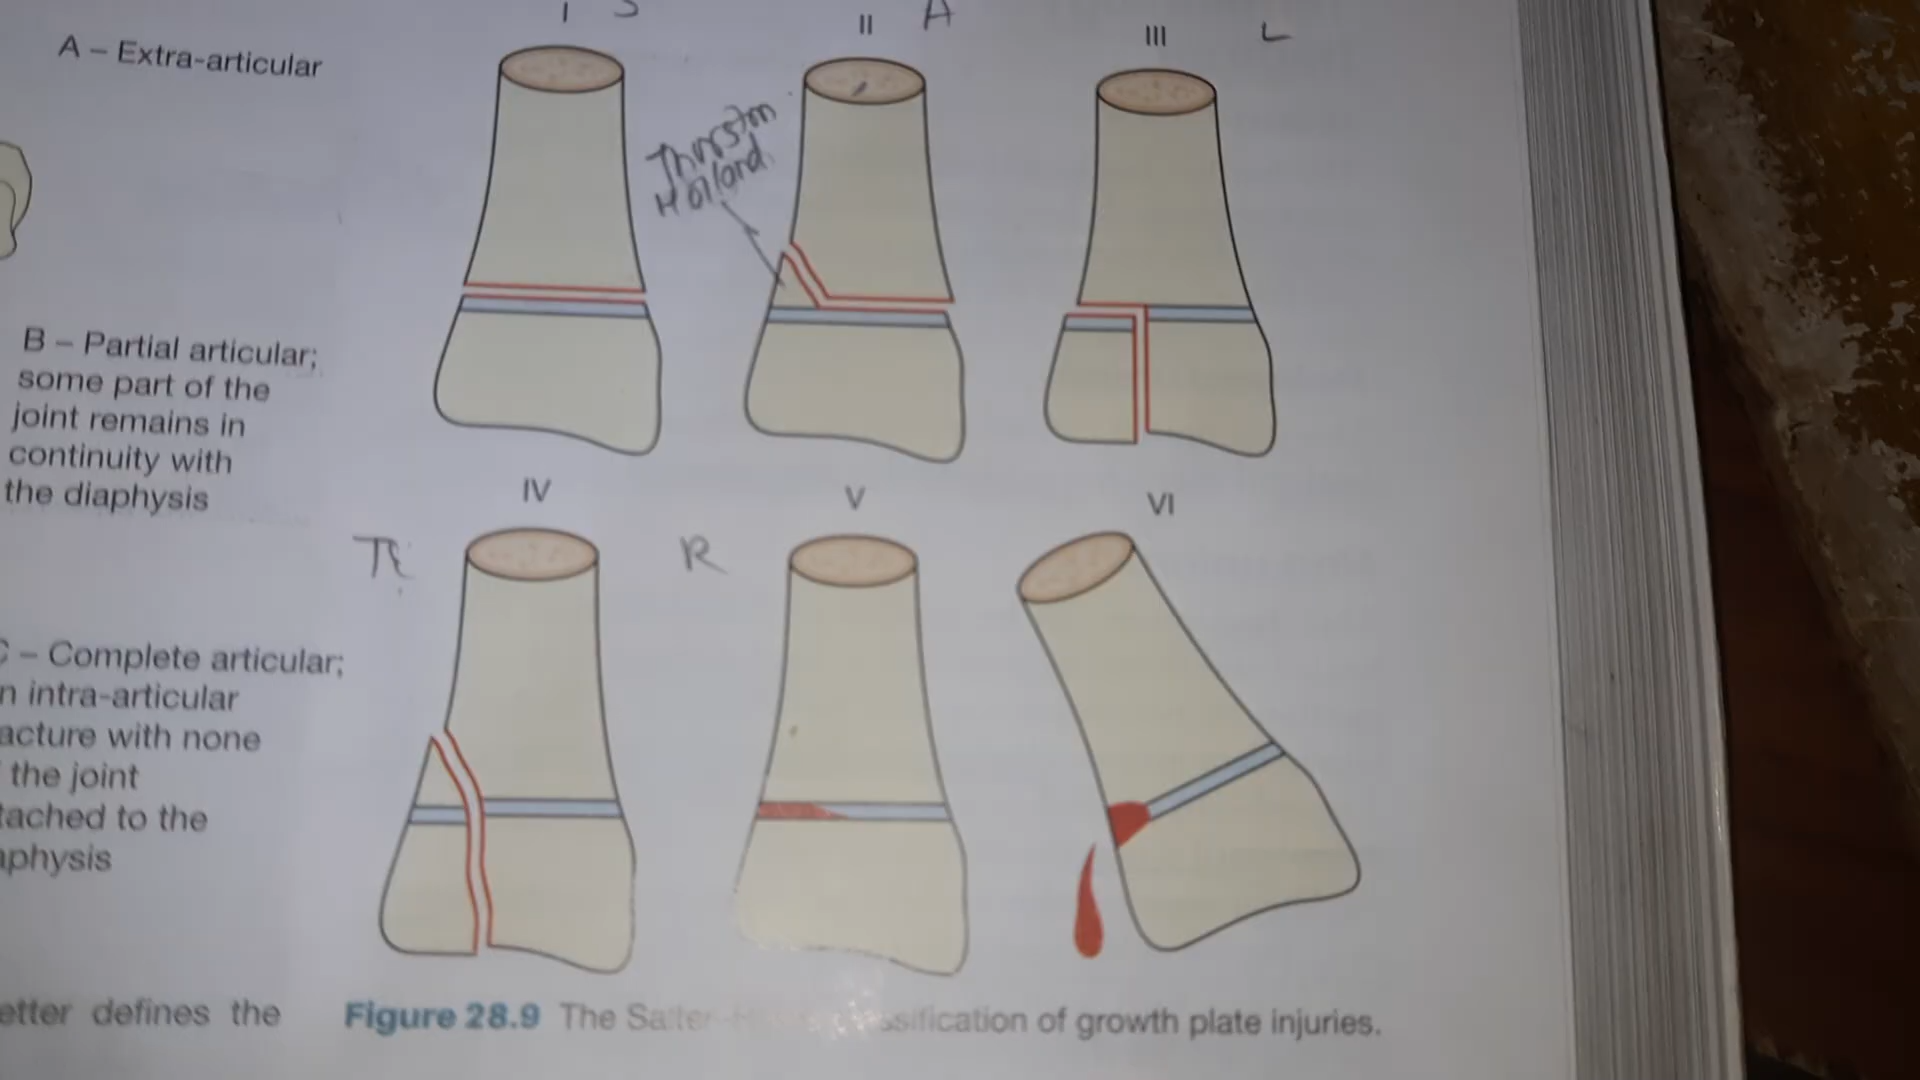 I S
II A
III L
A – Extra-articular
Thurston
Holland
B – Partial articular;
some part of the
joint remains in
continuity with
the diaphysis
IV
V
VI
TE
R
C – Complete articular;
n intra-articular
acture with none
the joint
tached to the
aphysis
etter defines the
Figure 28.9 The Salter-H ssification of growth plate injuries.